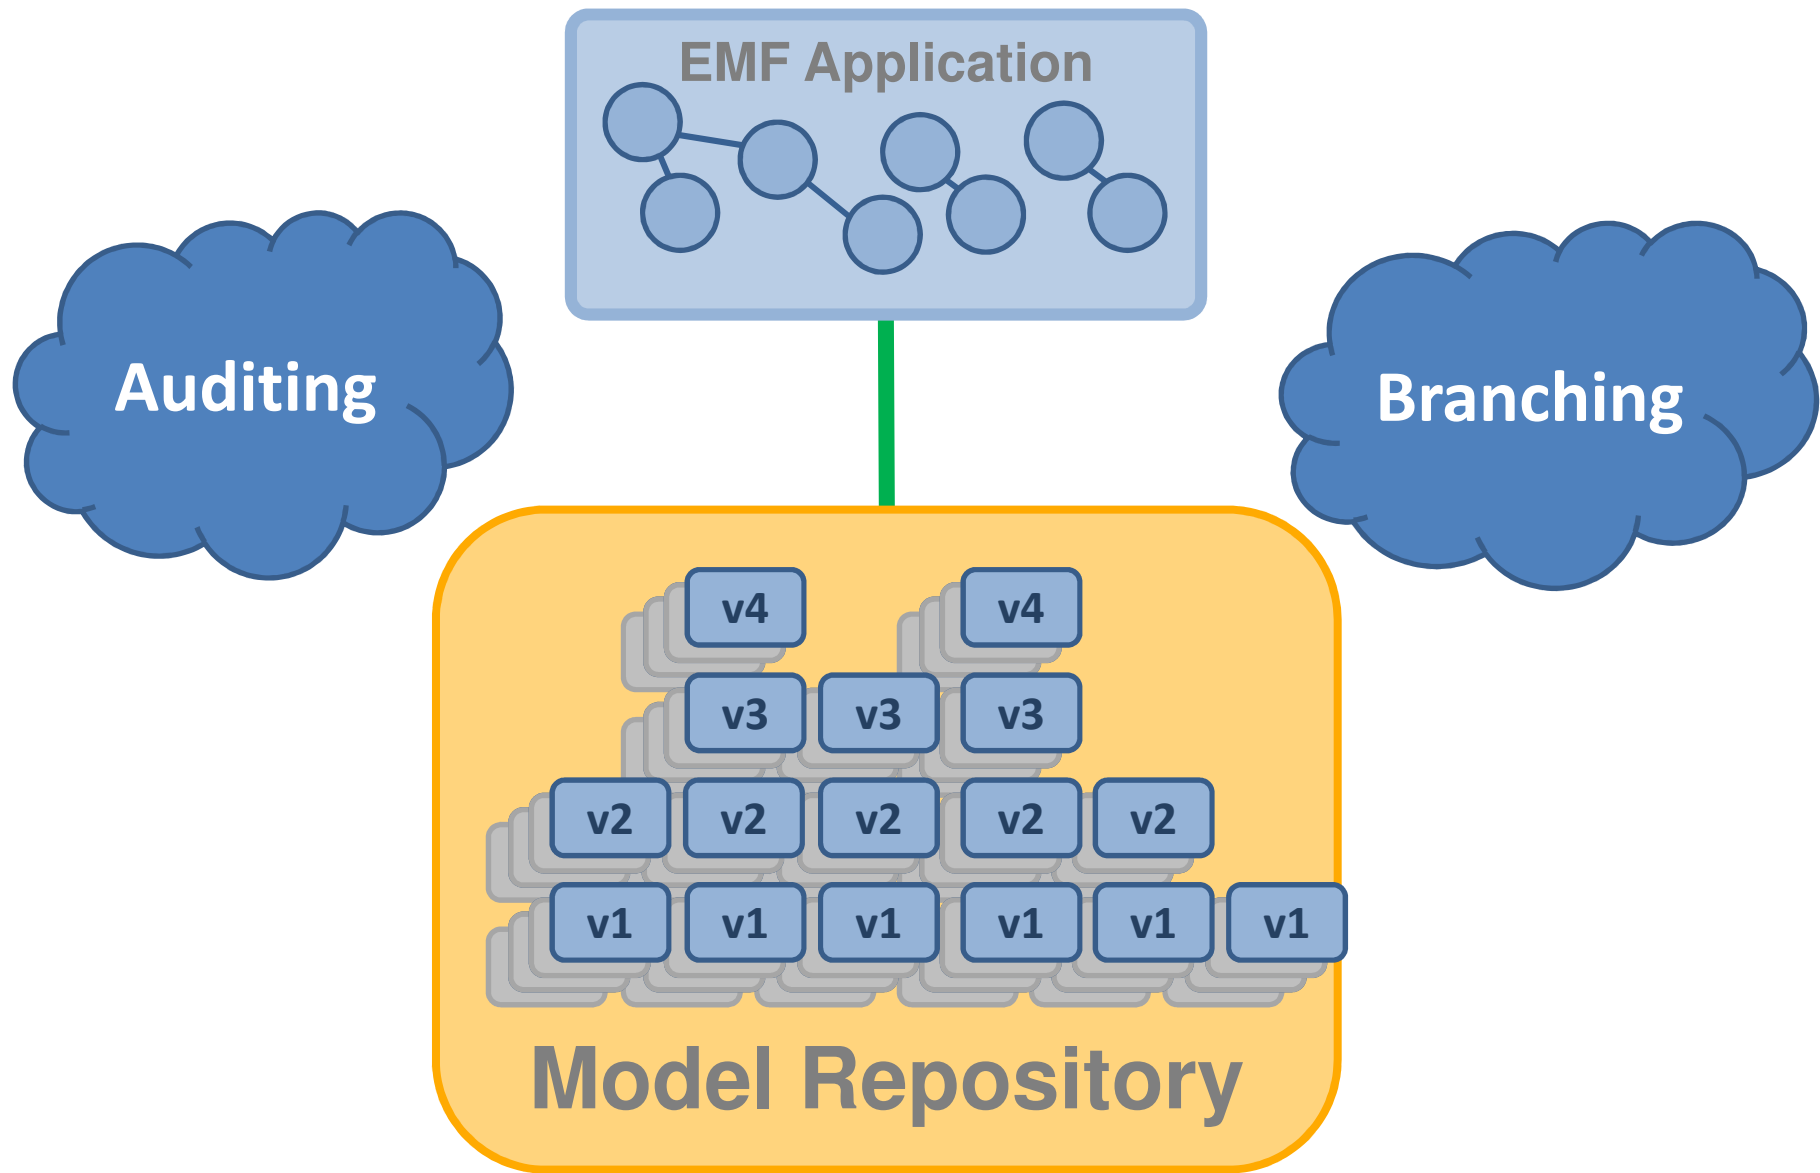 EMF Application
Auditing
Branching
v4 v4
v3 v3 v3
v2 v2 v2 v2 v2
v1 v1 v1 v1 v1 v1
Model Repository